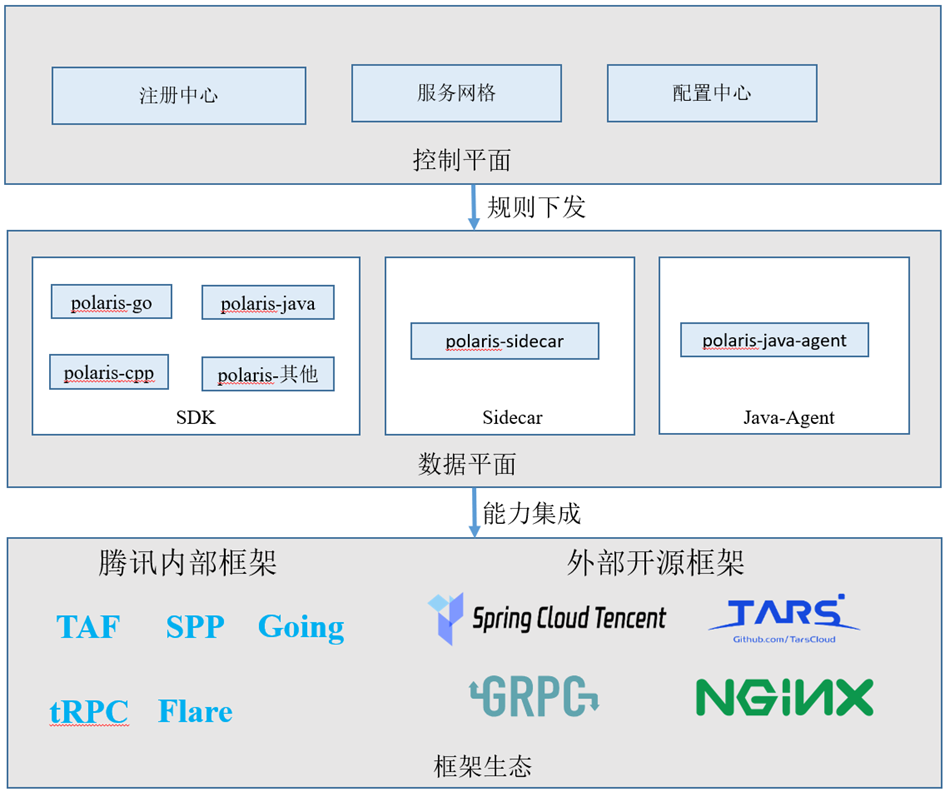 注册中心 服务网格 配置中心
控制平面
规则下发
polaris-go polaris-java
polaris-cpp polaris-其他
SDK
polaris-sidecar
Sidecar
polaris-java-agent
Java-Agent
数据平面
能力集成
腾讯内部框架
TAF SPP Going
tRPC Flare
外部开源框架
Spring Cloud Tencent
TARS
Github.com/TarsCloud
GRPC
NGINX
框架生态